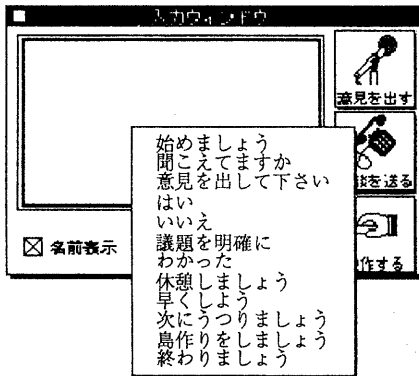 入力ウィンドウ
意見を出す
談を送る
作する
名前表示
始めましょう
聞こえてますか
意見を出して下さい
はい
いいえ
議題を明確に
わかった
休憩しましょう
早くしよう
次にうつりましょう
島作りをしましょう
終わりましょう